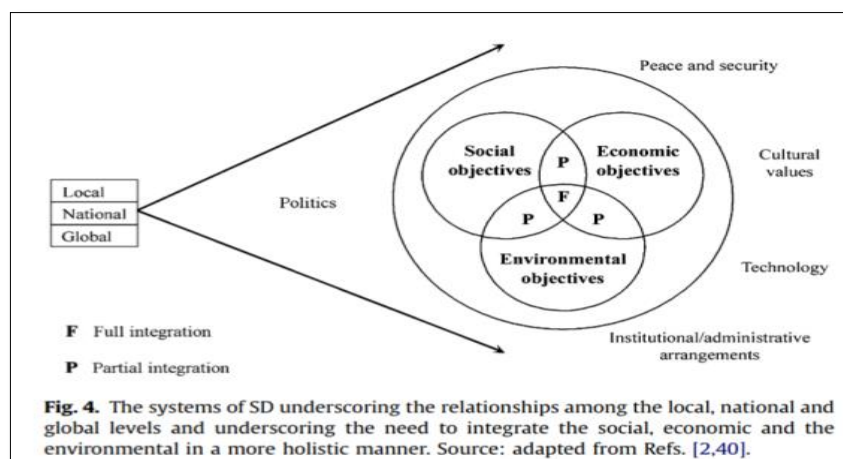 Peace and security
Social
objectives
P
Economic
objectives
Cultural
values
Local
National
Global
Politics
F
P
P
Environmental
objectives
Technology
F Full integration
P Partial integration
Institutional/administrative
arrangements
Fig. 4. The systems of SD underscoring the relationships among the local, national and
global levels and underscoring the need to integrate the social, economic and the
environmental in a more holistic manner. Source: adapted from Refs. [2,40].